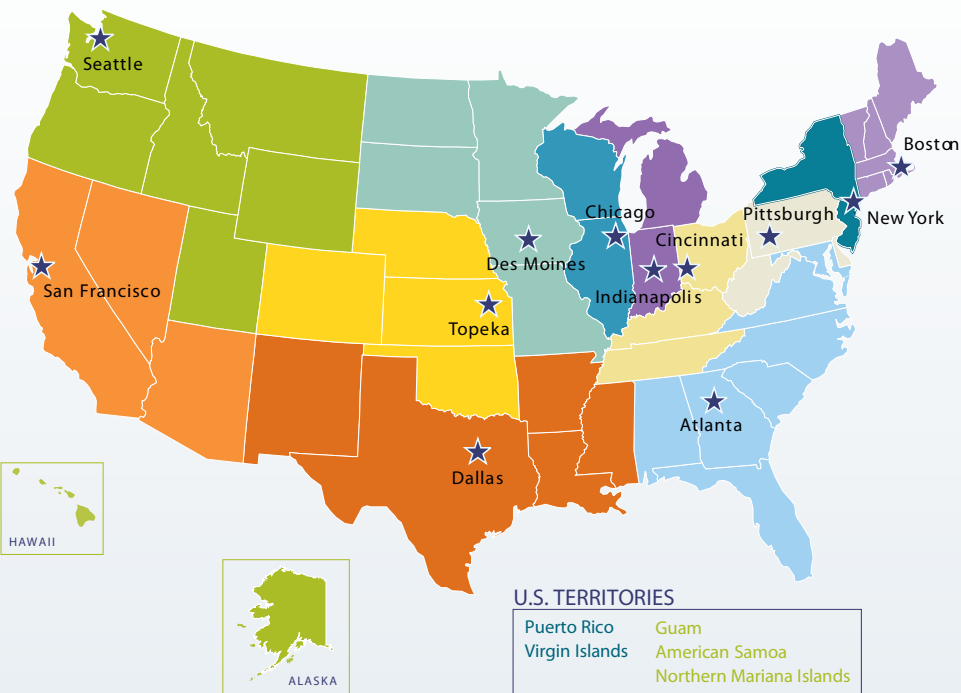 Seattle
Boston
Chicago
Pittsburgh
New York
Cincinnati
Des Moines
San Francisco
Indianapolis
Topeka
Atlanta
Dallas
HAWAII
ALASKA
U.S. TERRITORIES
Puerto Rico
Virgin Islands
Guam
American Samoa
Northern Mariana Islands